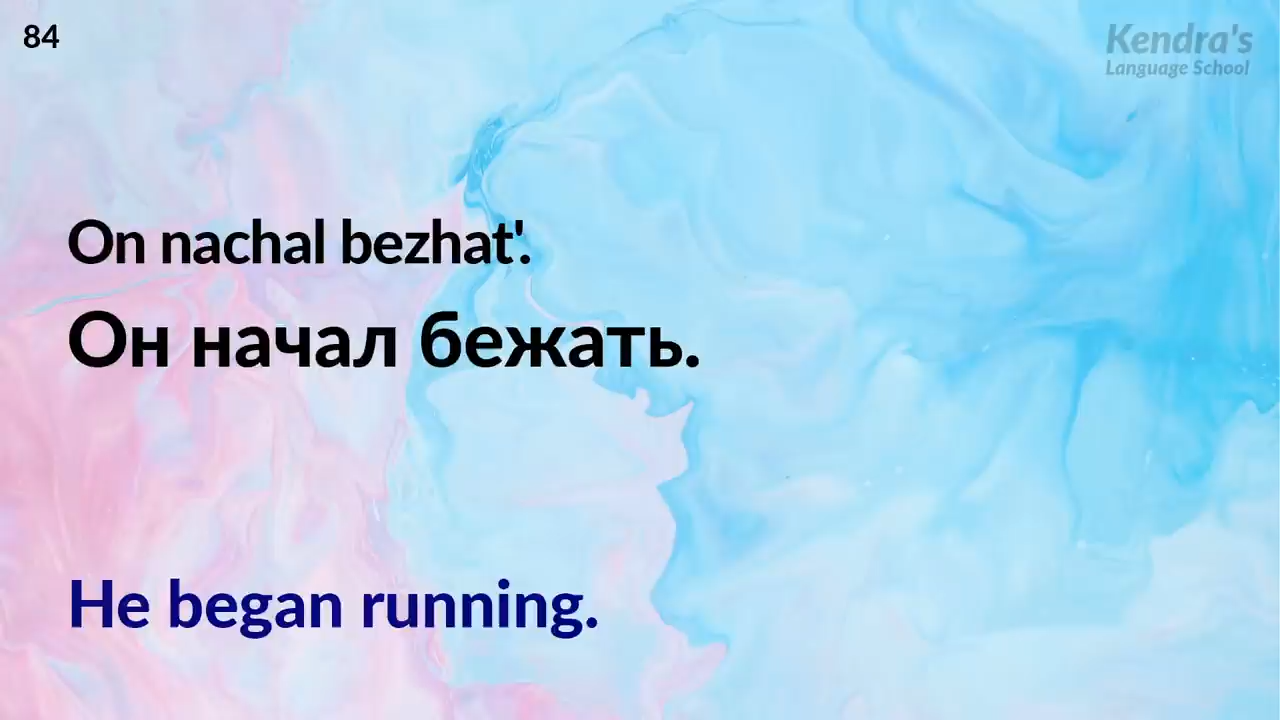 84
Kendra's
Language School
On nachal bezhat'.
Он начал бежать.
He began running.